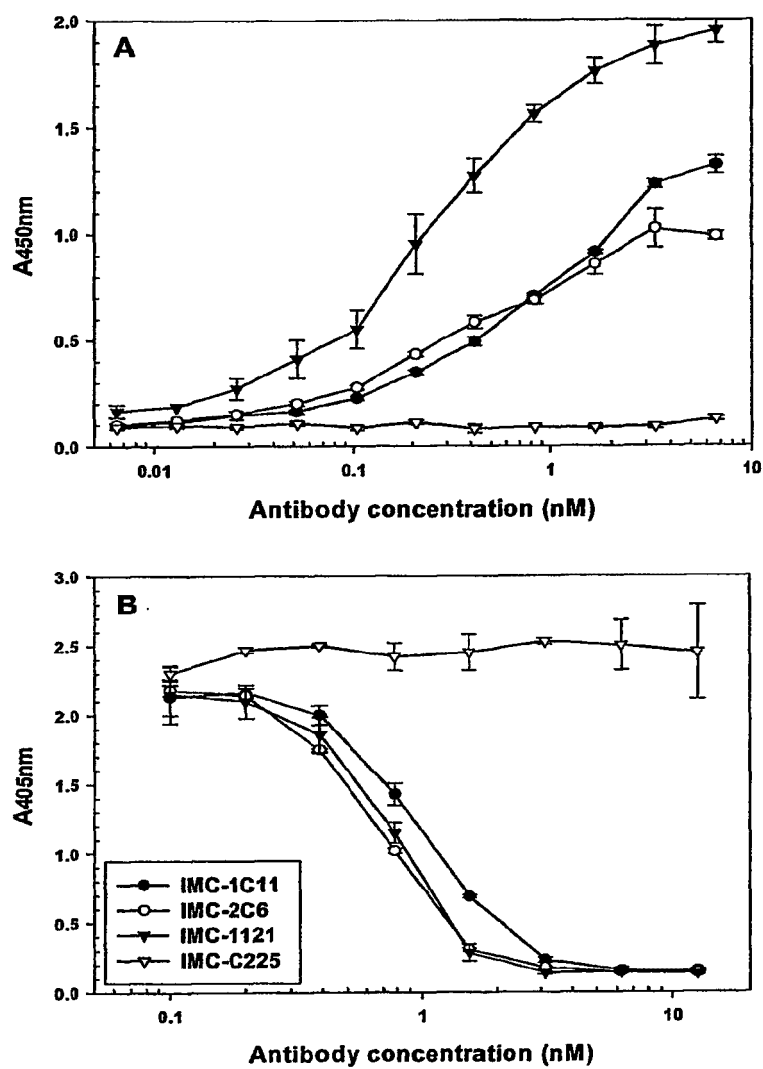 A
2.0
1.5
1.0
0.5
0.0
A450nm
0.01
0.1
1
10
Antibody concentration (nM)
B
3.0
2.5
2.0
1.5
1.0
0.5
0.0
A405nm
IMC-1C11
IMC-2C6
IMC-1121
IMC-C225
0.1
1
10
Antibody concentration (nM)